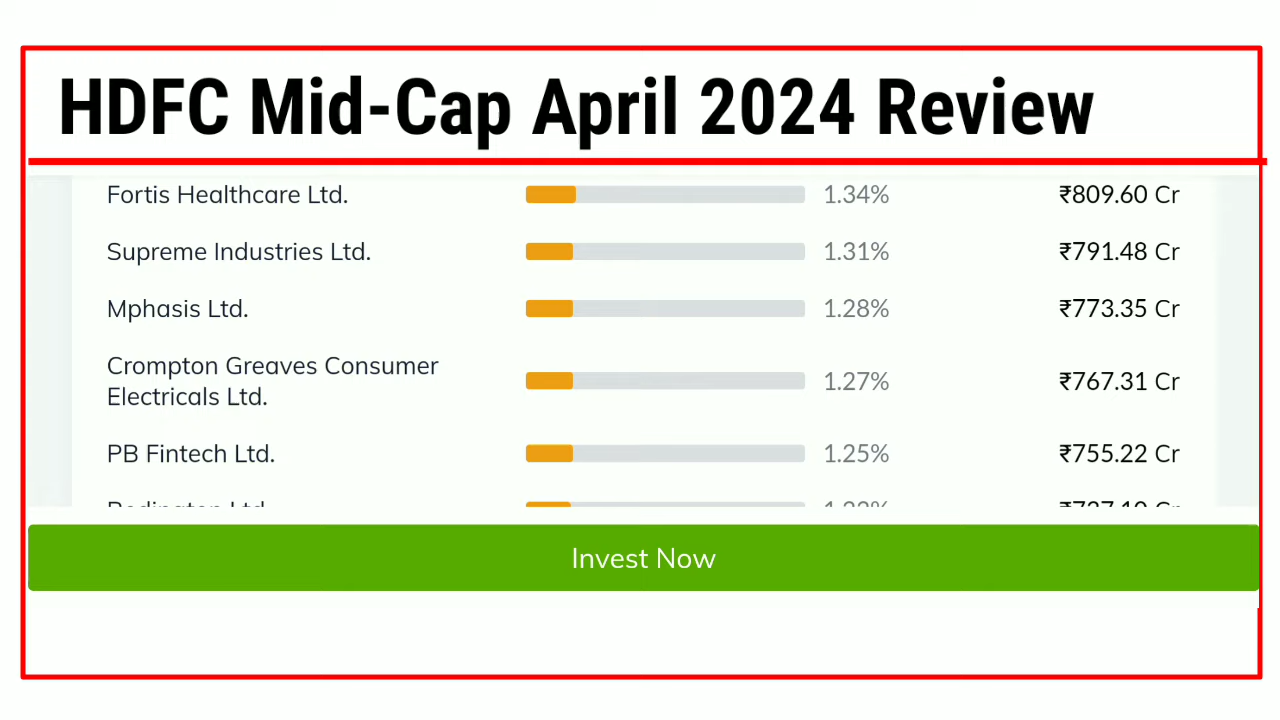 HDFC Mid-Cap April 2024 Review
Fortis Healthcare Ltd. 1.34% ₹809.60 Cr
Supreme Industries Ltd. 1.31% ₹791.48 Cr
Mphasis Ltd. 1.28% ₹773.35 Cr
Crompton Greaves Consumer
Electricals Ltd. 1.27% ₹767.31 Cr
PB Fintech Ltd. 1.25% ₹755.22 Cr
Invest Now